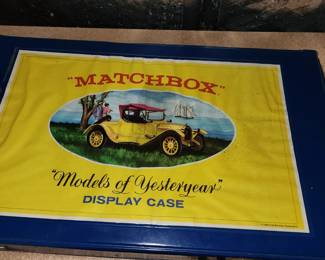 "MATCHBOX"
"Models of Yesteryear"
DISPLAY CASE